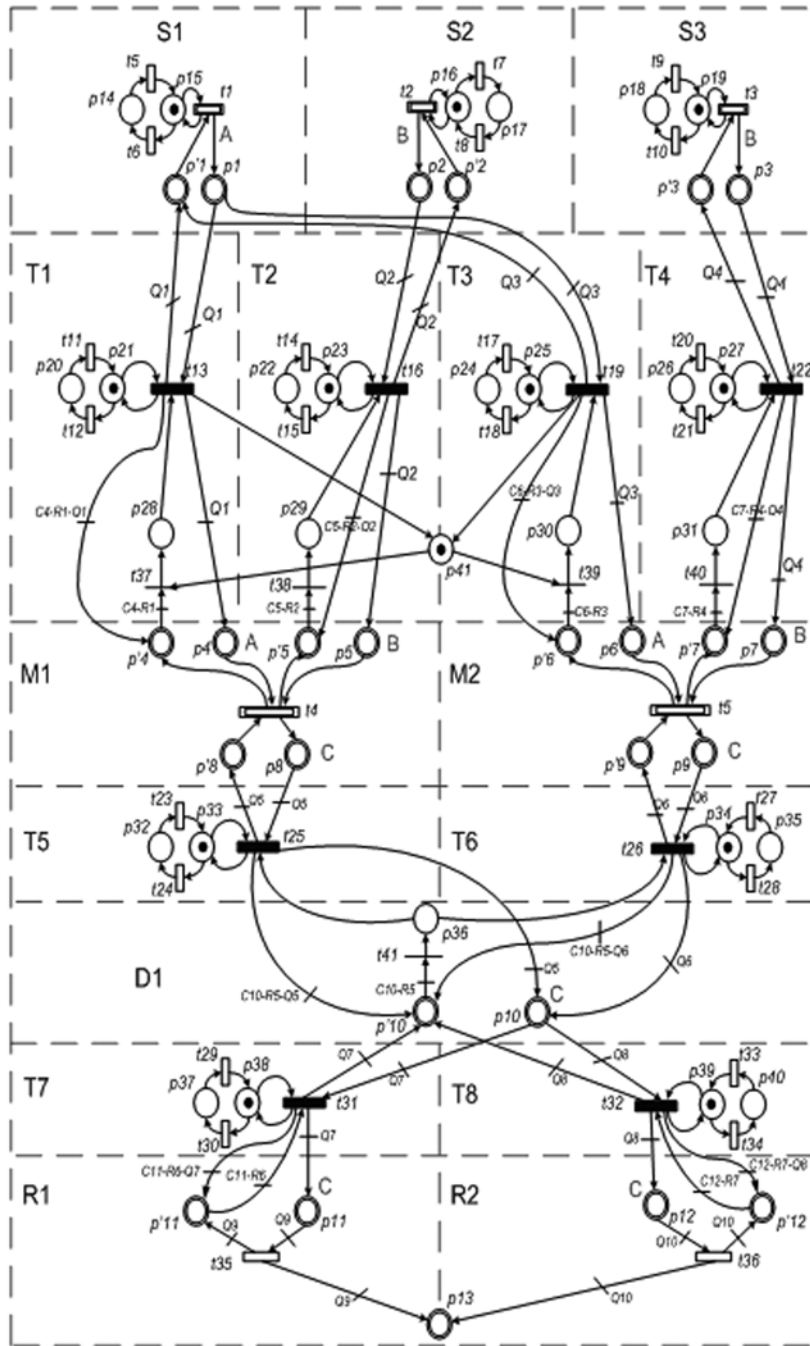 S1 S2 S3
t5 p15 t1 p14 t6 A p'1 p1
t2 p16 t7 B t8 p17 p2 p'2
t9 p19 t3 p18 t10 B p'3 p3
T1 T2 T3 T4
Q1 Q1 Q2 Q2 Q3 Q3 Q4 Q4
t11 p21 t13 p20 t12
t14 p23 t16 p22 t15
t17 p25 t19 p24 t18
t20 p27 t22 p26 t21
C4-R1-Q1 p28 Q1 p29 C5-R2-Q2 Q2 C6-R3-Q3 p30 Q3 p31 C7-R4-Q4 Q4
t37 t38 p41 t39 t40
C4-R1 C5-R2 C6-R3 C7-R4
p'4 p4 A p'5 p5 B p'6 p6 A p'7 p7 B
M1 M2
t4 t5
p'8 p8 C p'9 p9 C
T5 T6
Q5 Q5 Q6 Q6
t23 p33 t25 p32 t24
t26 p34 t27 p35 t28
D1
p36 t41
C10-R5-Q5 C10-R5 C10-R5-Q6 Q5 Q6
p'10 p10 C
T7 T8
Q7 Q7 Q8 Q8
t29 p38 t31 p37 t30 Q7
t32 p39 t33 p40 t34 Q8
R1 R2
C11-R6-Q7 C11-R6 C12-R7 C12-R7-Q8
p'11 C p11 C p12 p'12
Q9 Q9 Q10 Q10
t35 t36
Q9 p13 Q10